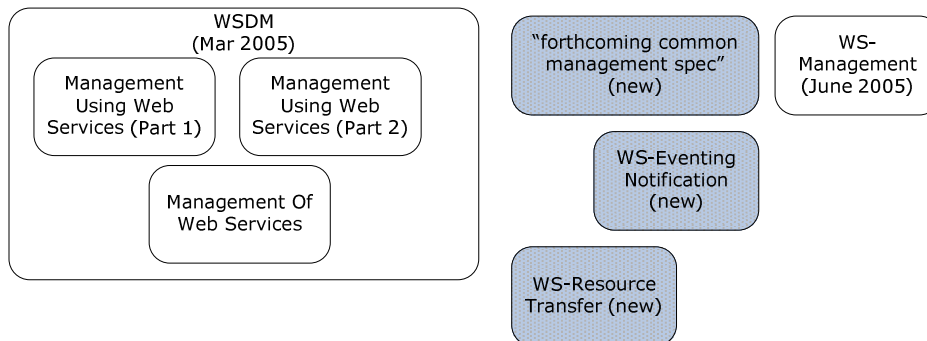 WSDM
(Mar 2005)
Management
Using Web
Services (Part 1)
Management
Using Web
Services (Part 2)
Management Of
Web Services
“forthcoming common
management spec”
(new)
WS-
Management
(June 2005)
WS-Eventing
Notification
(new)
WS-Resource
Transfer (new)